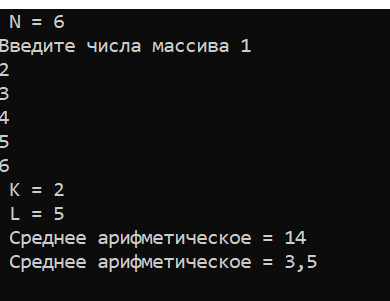 N = 6
Введите числа массива 1
2
3
4
5
6
K = 2
L = 5
Среднее арифметическое = 14
Среднее арифметическое = 3,5